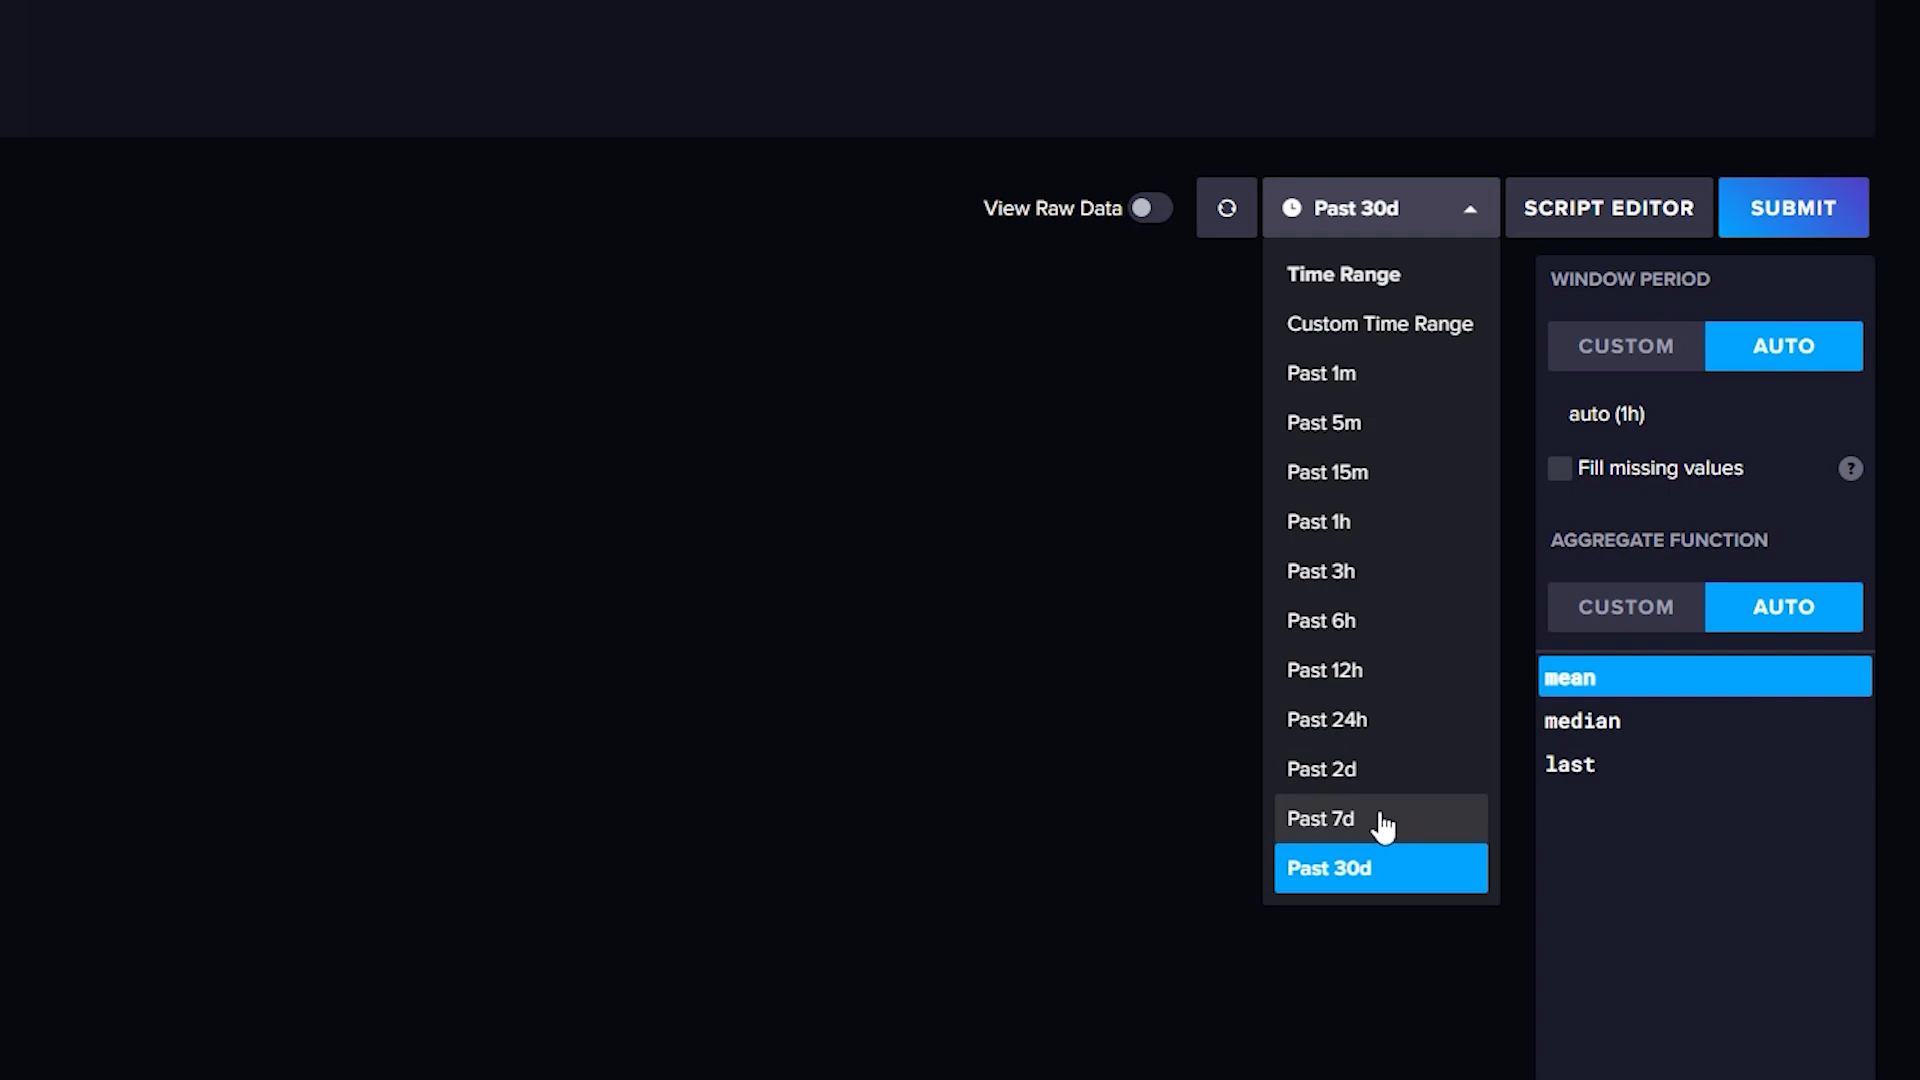 View Raw Data
Past 30d
SCRIPT EDITOR
SUBMIT
Time Range
Custom Time Range
Past 1m
Past 5m
Past 15m
Past 1h
Past 3h
Past 6h
Past 12h
Past 24h
Past 2d
Past 7d
Past 30d
WINDOW PERIOD
CUSTOM
AUTO
auto (1h)
Fill missing values
?
AGGREGATE FUNCTION
CUSTOM
AUTO
mean
median
last